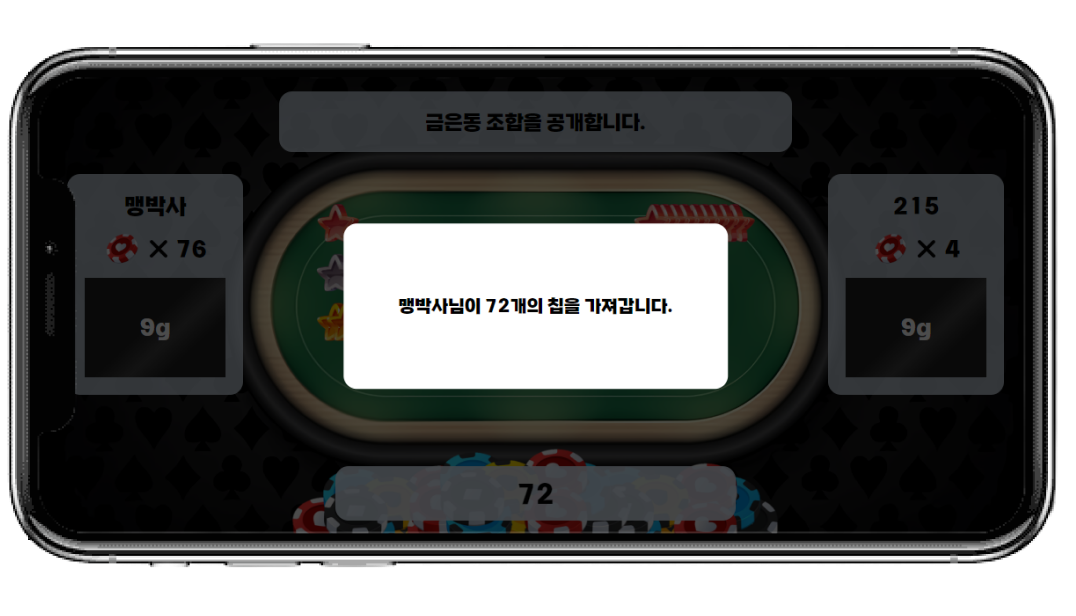 금은동 조합을 공개합니다.
맹박사
× 76
9g
215
× 4
9g
맹박사님이 72개의 칩을 가져갑니다.
72